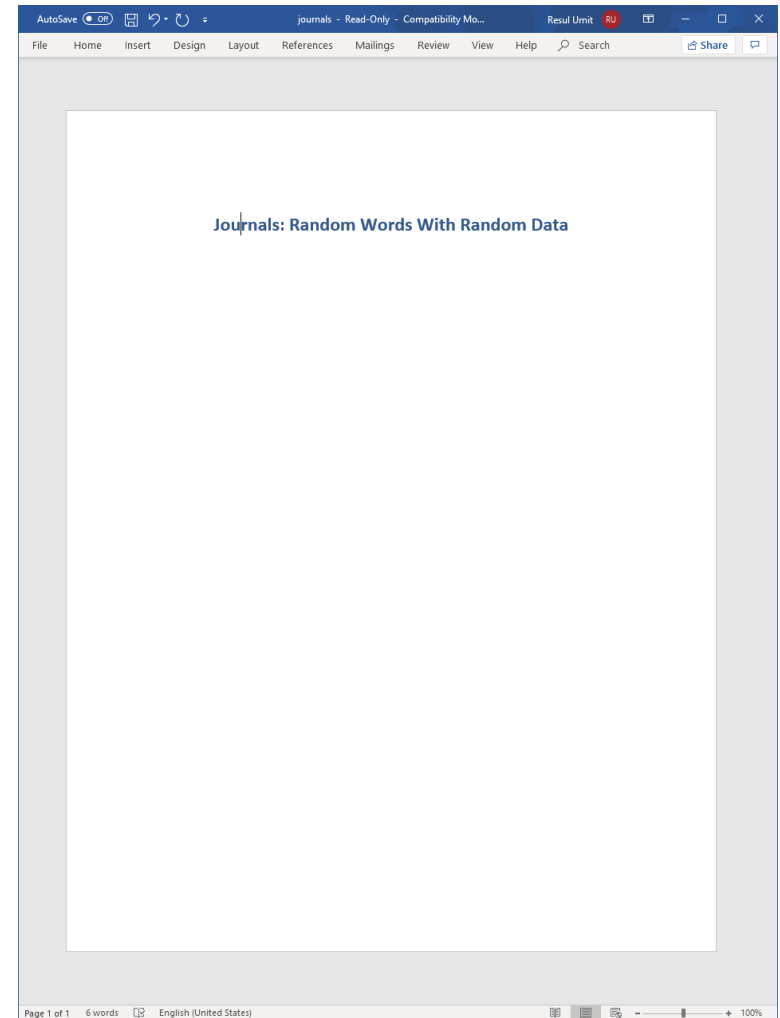 AutoSave Off journals - Read-Only - Compatibility Mo... Resul Umit RU
File Home Insert Design Layout References Mailings Review View Help Search Share
Journals: Random Words With Random Data
Page 1 of 1 6 words English (United States) - + 100%